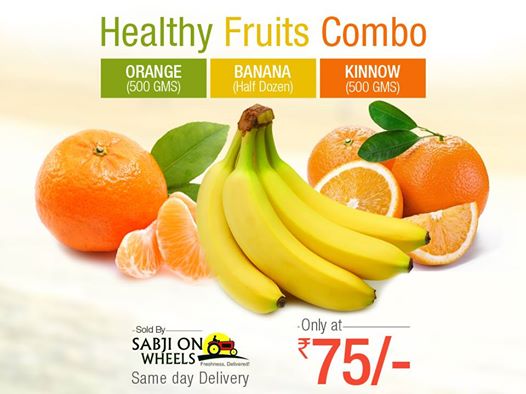 Healthy Fruits Combo
ORANGE
(500 GMS)
BANANA
(Half Dozen)
KINNOW
(500 GMS)
Sold By
SABJI ON
WHEELS
Freshness, Delivered!
Same day Delivery
Only at
₹75/-